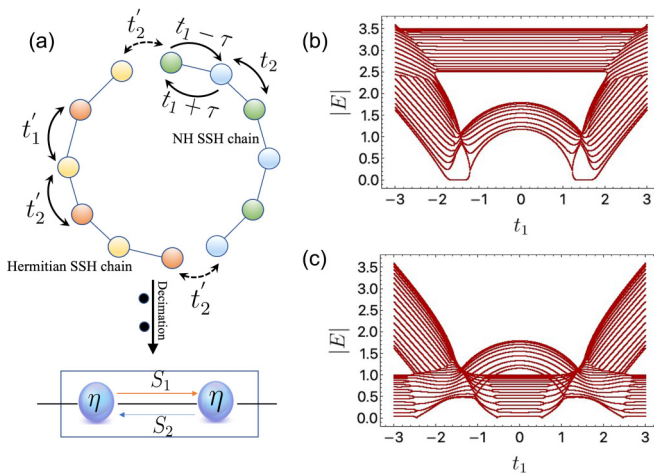 (a)
t₂′
t₁ − τ
t₂
t₁ + τ
NH SSH chain
t₁′
t₂′
Hermitian SSH chain
t₂′
Decimation
η
S₁
S₂
η
(b)
|E|
3.5
3.0
2.5
2.0
1.5
1.0
0.5
0.0
−3 −2 −1 0 1 2 3
t₁
(c)
|E|
3.5
3.0
2.5
2.0
1.5
1.0
0.5
0.0
−3 −2 −1 0 1 2 3
t₁